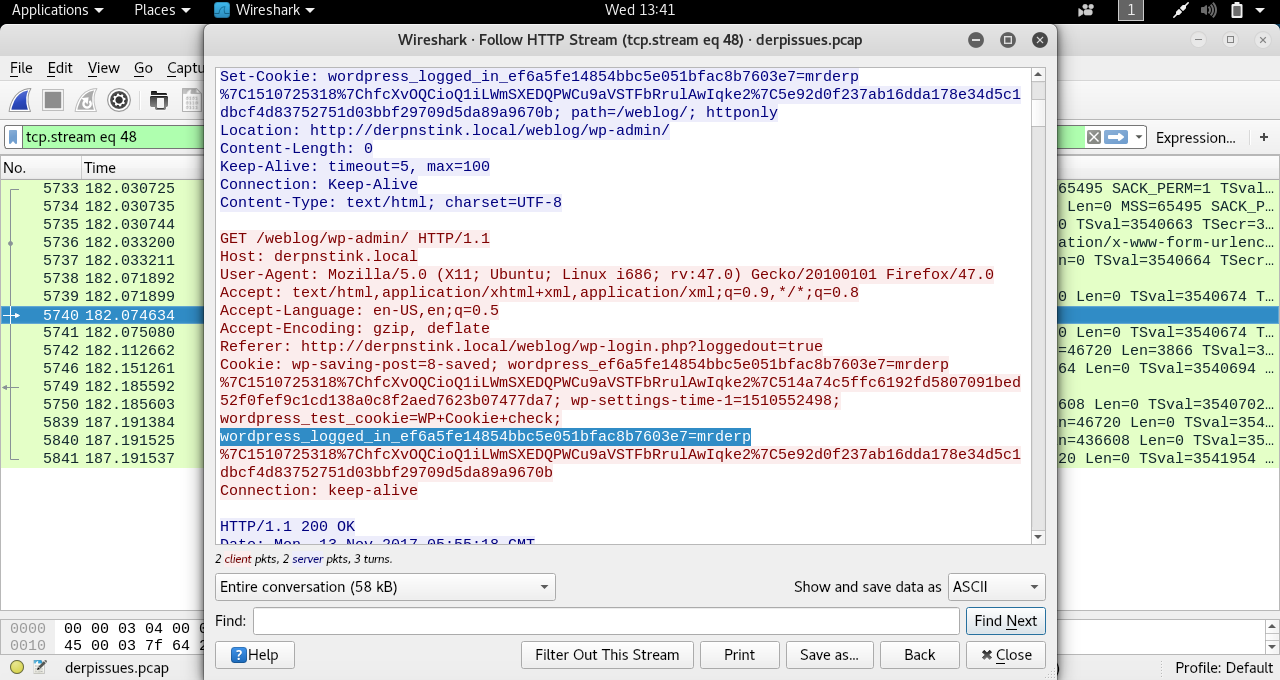 Applications Places Wireshark Wed 13:41 1
Wireshark · Follow HTTP Stream (tcp.stream eq 48) · derpissues.pcap
File Edit View Go Captu
tcp.stream eq 48 Expression... +
No. Time
5733 182.030725 65495 SACK_PERM=1 TSval...
5734 182.030735 Len=0 MSS=65495 SACK_P...
5735 182.030744 0 TSval=3540663 TSecr=3...
5736 182.033200 ation/x-www-form-urlenc...
5737 182.033211 n=0 TSval=3540664 TSecr...
5738 182.071892
5739 182.071899 0 Len=0 TSval=3540674 T...
5740 182.074634
5741 182.075080 0 Len=0 TSval=3540674 T...
5742 182.112662 =46720 Len=3866 TSval=3...
5746 182.151261 64 Len=0 TSval=3540694 ...
5749 182.185592
5750 182.185603 608 Len=0 TSval=3540702...
5839 187.191384 =46720 Len=0 TSval=3541...
5840 187.191525 n=436608 Len=0 TSval=35...
5841 187.191537 20 Len=0 TSval=3541954 ...
Set-Cookie: wordpress_logged_in_ef6a5fe14854bbc5e051bfac8b7603e7=mrderp
%7C1510725318%7ChfcXvOQCioQ1iLWmSXEDQPWCu9aVSTFbRrulAwIqke2%7C5e92d0f237ab16dda178e34d5c1
dbcf4d83752751d03bbf29709d5da89a9670b; path=/weblog/; httponly
Location: http://derpnstink.local/weblog/wp-admin/
Content-Length: 0
Keep-Alive: timeout=5, max=100
Connection: Keep-Alive
Content-Type: text/html; charset=UTF-8
GET /weblog/wp-admin/ HTTP/1.1
Host: derpnstink.local
User-Agent: Mozilla/5.0 (X11; Ubuntu; Linux i686; rv:47.0) Gecko/20100101 Firefox/47.0
Accept: text/html,application/xhtml+xml,application/xml;q=0.9,*/*;q=0.8
Accept-Language: en-US,en;q=0.5
Accept-Encoding: gzip, deflate
Referer: http://derpnstink.local/weblog/wp-login.php?loggedout=true
Cookie: wp-saving-post=8-saved; wordpress_ef6a5fe14854bbc5e051bfac8b7603e7=mrderp
%7C1510725318%7ChfcXvOQCioQ1iLWmSXEDQPWCu9aVSTFbRrulAwIqke2%7C514a74c5ffc6192fd5807091bed
52f0fef9c1cd138a0c8f2aed7623b07477da7; wp-settings-time-1=1510552498;
wordpress_test_cookie=WP+Cookie+check;
wordpress_logged_in_ef6a5fe14854bbc5e051bfac8b7603e7=mrderp
%7C1510725318%7ChfcXvOQCioQ1iLWmSXEDQPWCu9aVSTFbRrulAwIqke2%7C5e92d0f237ab16dda178e34d5c1
dbcf4d83752751d03bbf29709d5da89a9670b
Connection: keep-alive
HTTP/1.1 200 OK
Date: Mon, 13 Nov 2017 05:55:18 GMT
2 client pkts, 2 server pkts, 3 turns.
Entire conversation (58 kB) Show and save data as ASCII
Find: Find Next
Help Filter Out This Stream Print Save as... Back Close
0000 00 00 03 04 00
0010 45 00 03 7f 64
derpissues.pcap Profile: Default